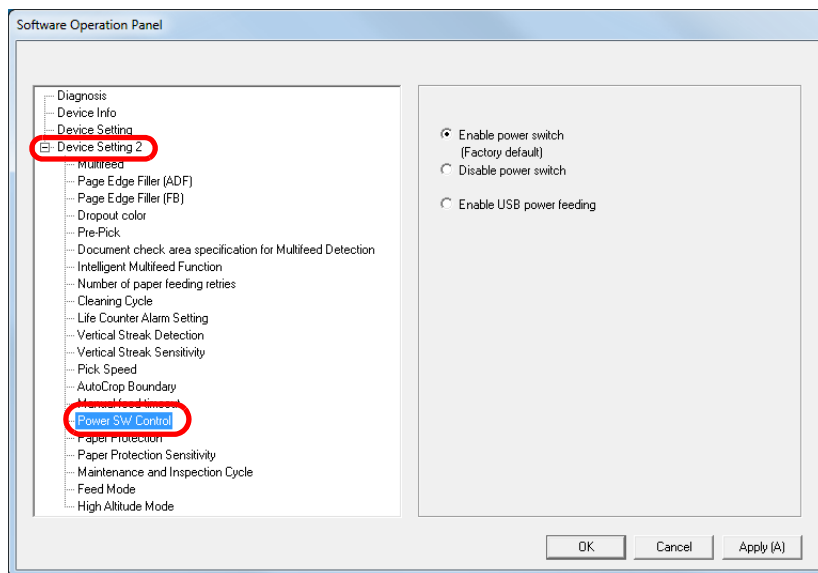 Software Operation Panel
Diagnosis
Device Info
Device Setting
Device Setting 2
Multifeed
Page Edge Filler (ADF)
Page Edge Filler (FB)
Dropout color
Pre-Pick
Document check area specification for Multifeed Detection
Intelligent Multifeed Function
Number of paper feeding retries
Cleaning Cycle
Life Counter Alarm Setting
Vertical Streak Detection
Vertical Streak Sensitivity
Pick Speed
AutoCrop Boundary
Manual feed timeout
Power SW Control
Paper Protection
Paper Protection Sensitivity
Maintenance and Inspection Cycle
Feed Mode
High Altitude Mode
Enable power switch
(Factory default)
Disable power switch
Enable USB power feeding
OK Cancel Apply (A)